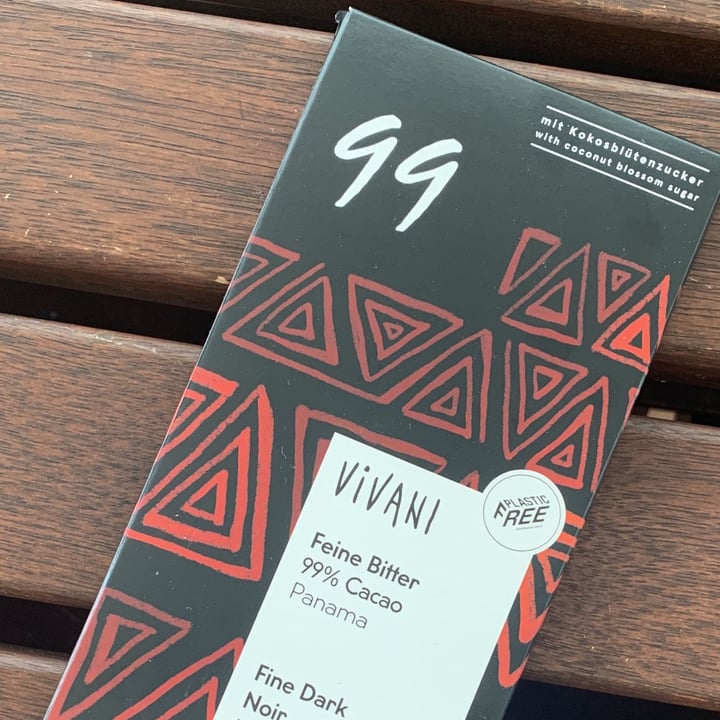 99
mit Kokosblütenzucker
with coconut blossom sugar
ViVANI
PLASTIC
FREE
Feine Bitter
99% Cacao
Panama
Fine Dark
Noir